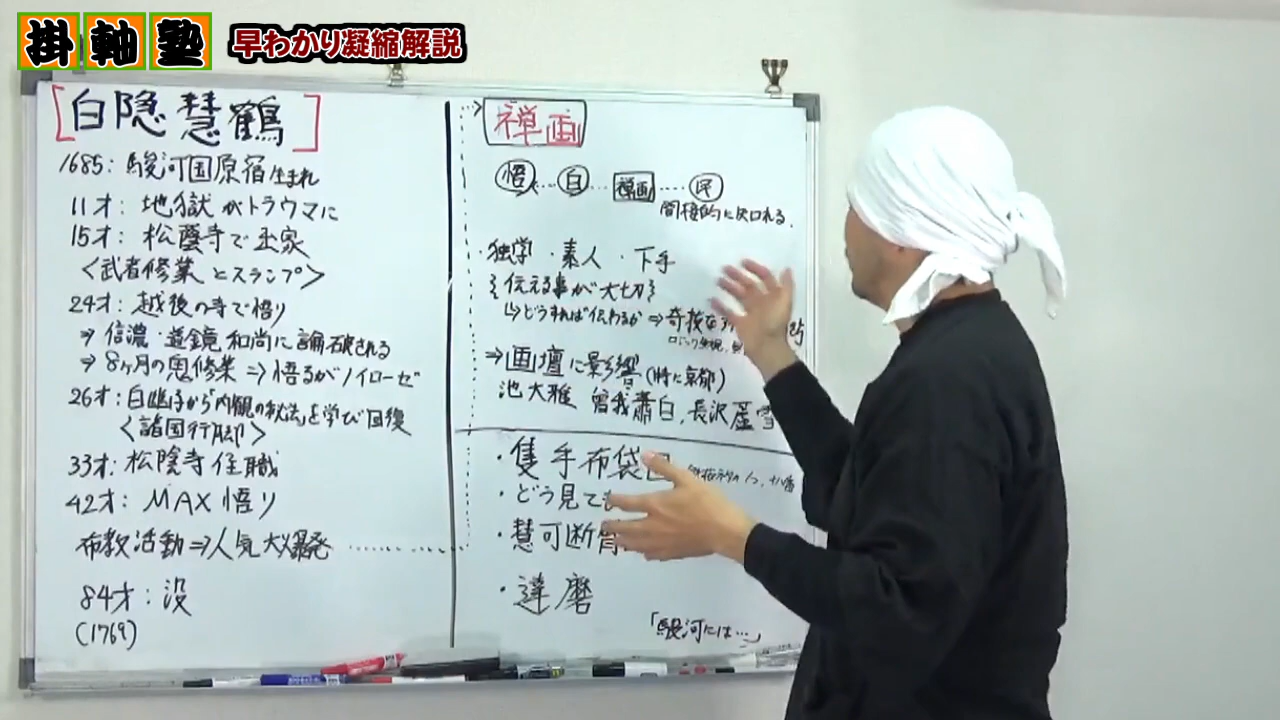 掛軸塾
早わかり凝縮解説
[白隠慧鶴]
1685：駿河国原宿生まれ
11才：地獄がトラウマに
15才：松蔭寺で出家
＜武者修業とスランプ＞
24才：越後の寺で悟り
⇒信濃・道鏡和尚に論破される
⇒8ヶ月の鬼修業⇒悟るがノイローゼ
26才：白幽子から「内観の秘法」を学び回復
＜諸国行脚＞
33才：松陰寺住職
42才：MAX悟り
布教活動⇒人気大爆発
84才：没
(1769)
禅画
悟…白…禅画…民
間接的に知れる.
・独学・素人・下手
伝える事が大切
↳どうすれば伝わるか⇒奇抜な
⇒画壇に影響(特に京都)
池大雅 曽我蕭白,長沢蘆雪
・隻手布袋図
・どう見ても
・慧可断臂
・達磨
「駿河には…」